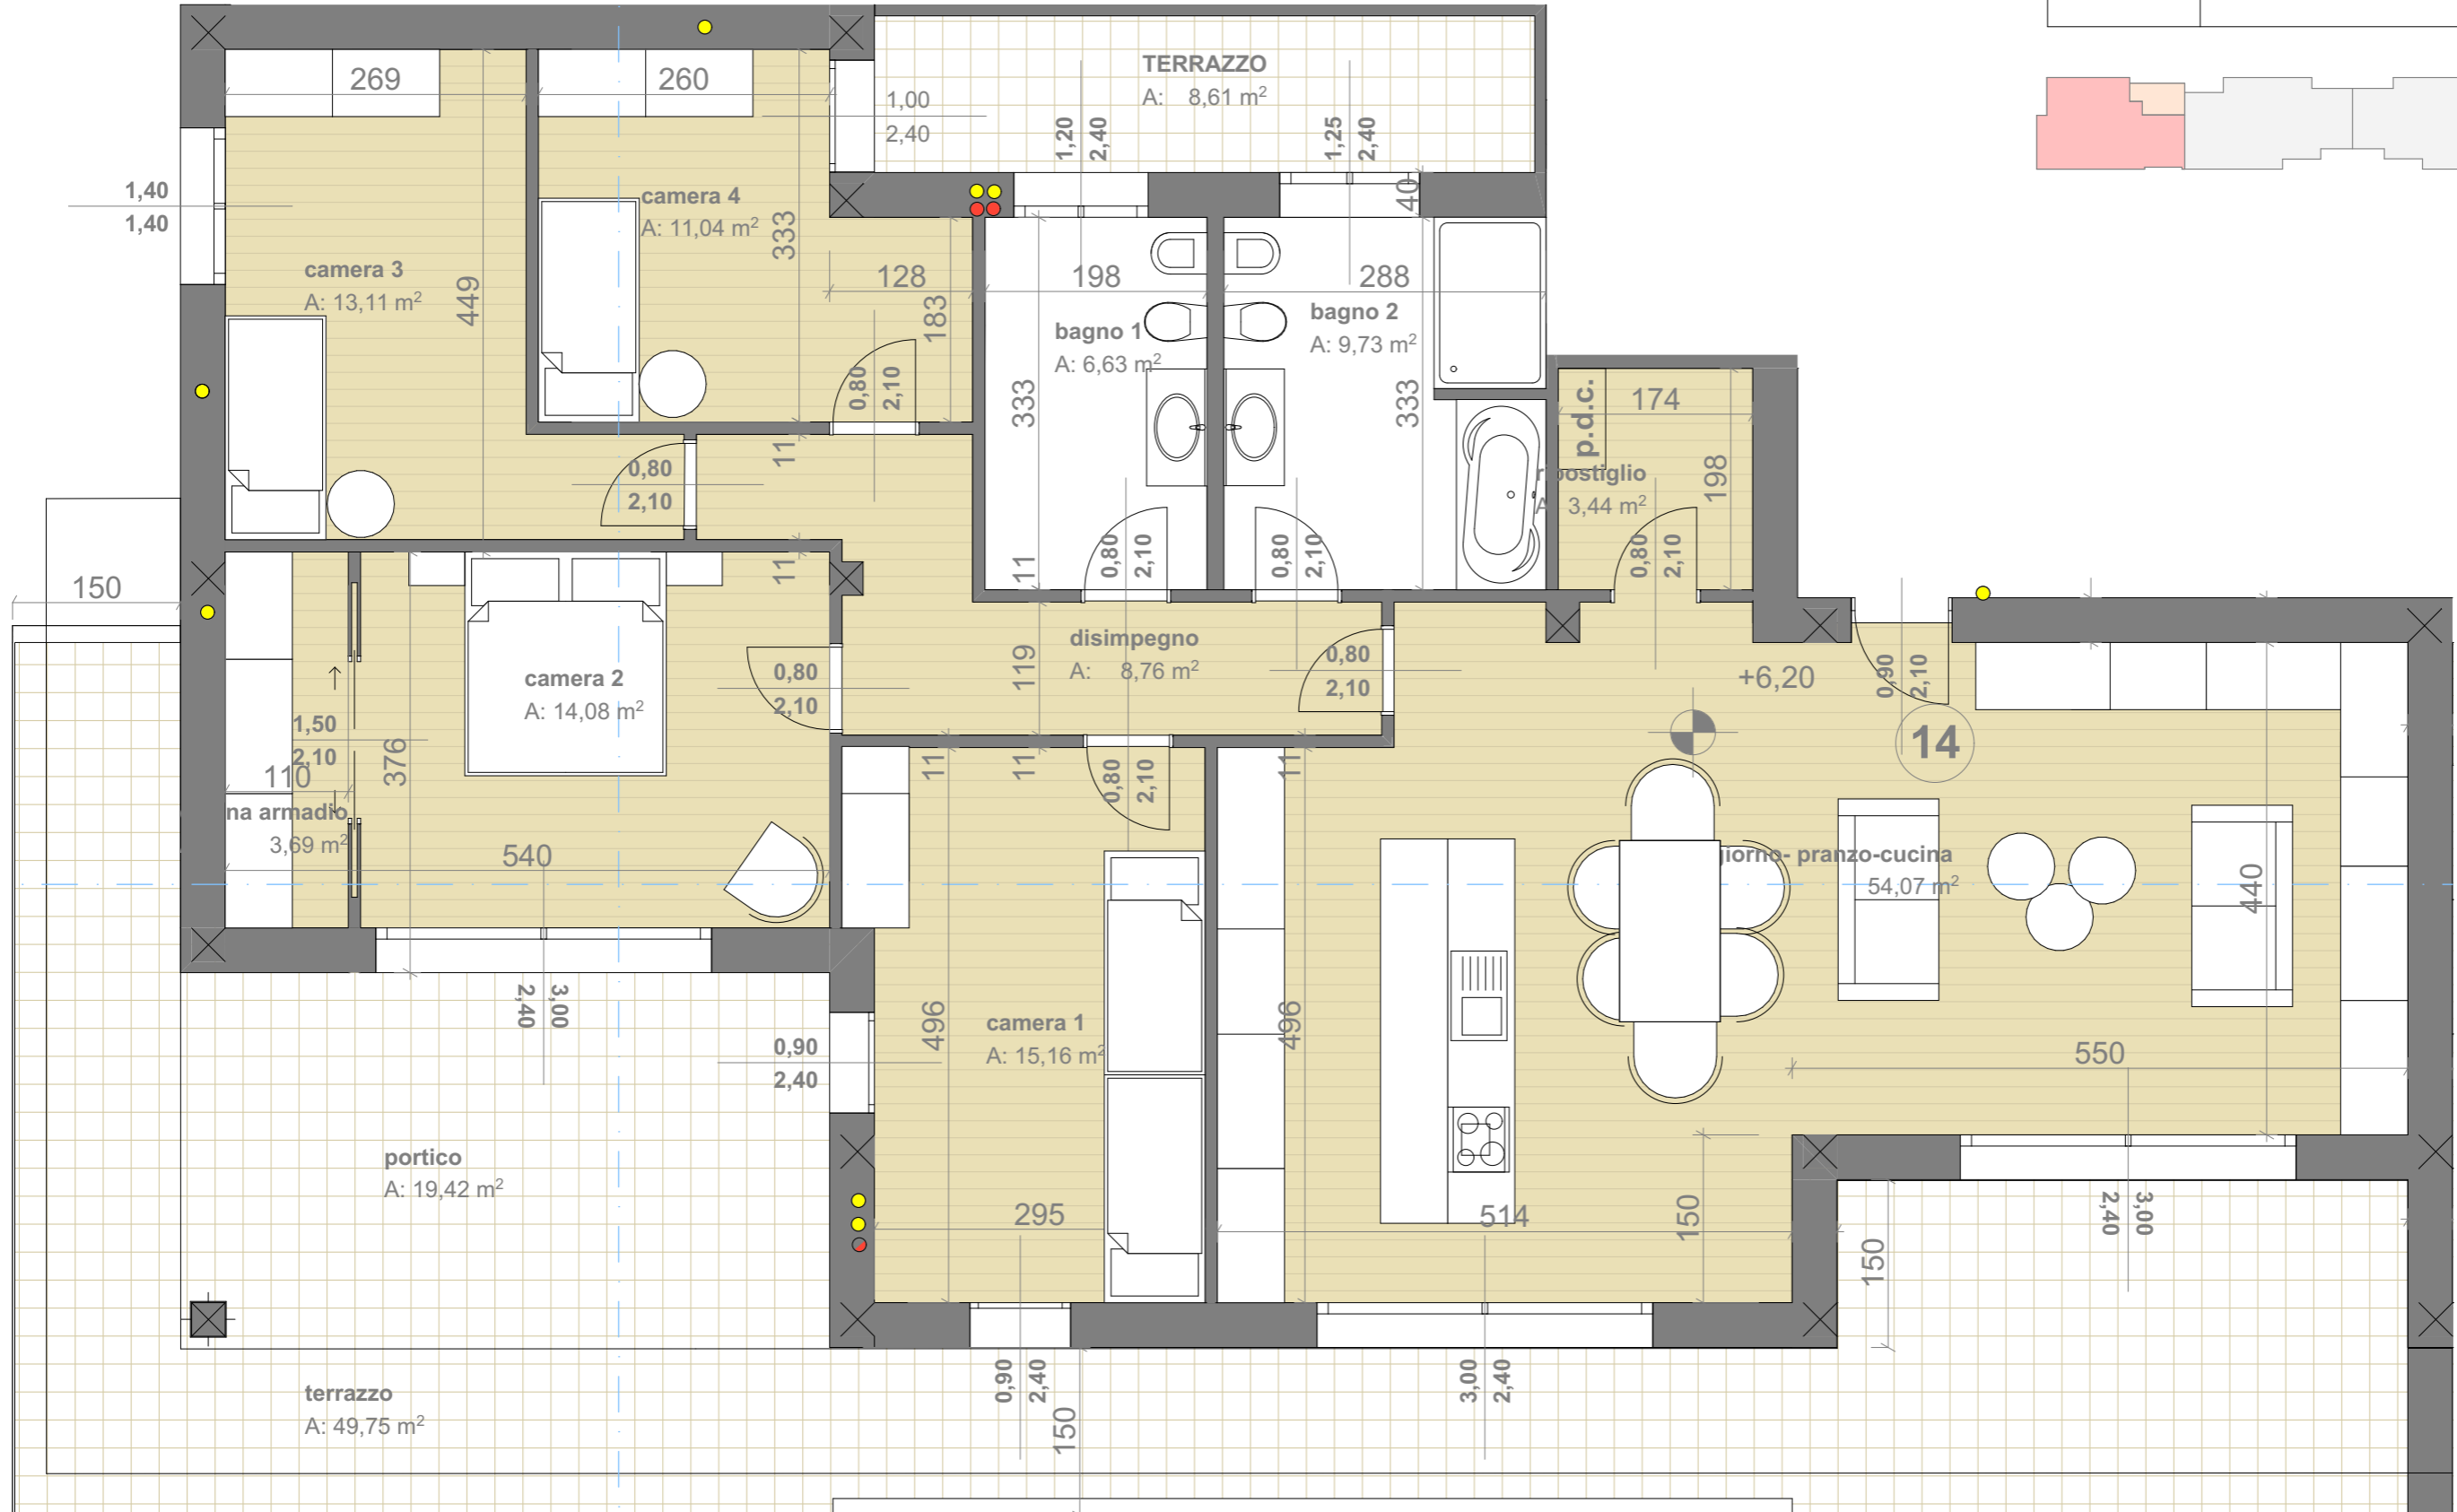 269
260
TERRAZZO
A: 8,61 m²
1,00
2,40
1,20
2,40
1,25
2,40
1,40
1,40
camera 4
A: 11,04 m²
333
40
camera 3
A: 13,11 m²
449
128
183
198
288
bagno 1
A: 6,63 m²
bagno 2
A: 9,73 m²
333
333
0,80
2,10
p.d.c.
174
198
postiglio
3,44 m²
11
0,80
2,10
11
11
0,80
2,10
0,80
2,10
0,80
2,10
150
disimpegno
A: 8,76 m²
119
0,80
2,10
+6,20
0,90
2,10
14
camera 2
A: 14,08 m²
0,80
2,10
1,50
2,10
110
376
na armadio
3,69 m²
540
11
11
0,80
2,10
11
giorno- pranzo-cucina
54,07 m²
440
2,40
3,00
0,90
2,40
496
camera 1
A: 15,16 m²
496
550
portico
A: 19,42 m²
295
514
150
150
2,40
3,00
terrazzo
A: 49,75 m²
0,90
2,40
150
3,00
2,40